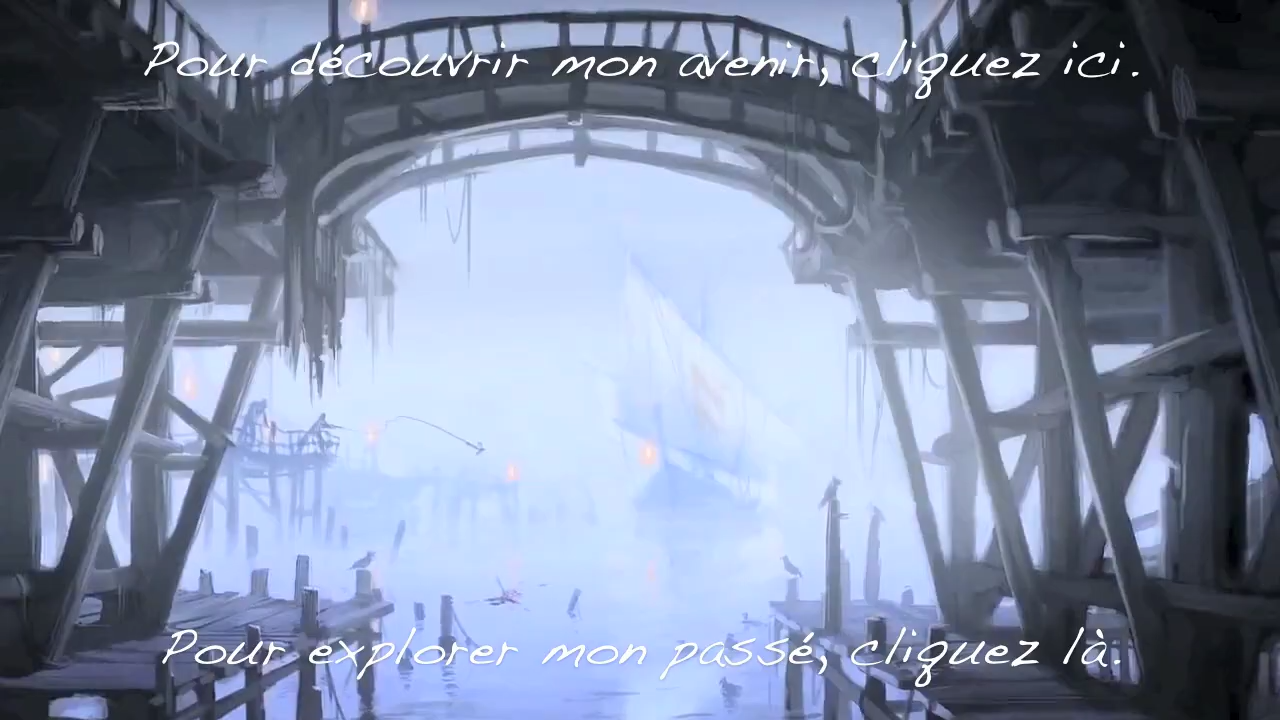 Pour découvrir mon avenir, cliquez ici.
Pour explorer mon passé, cliquez là.